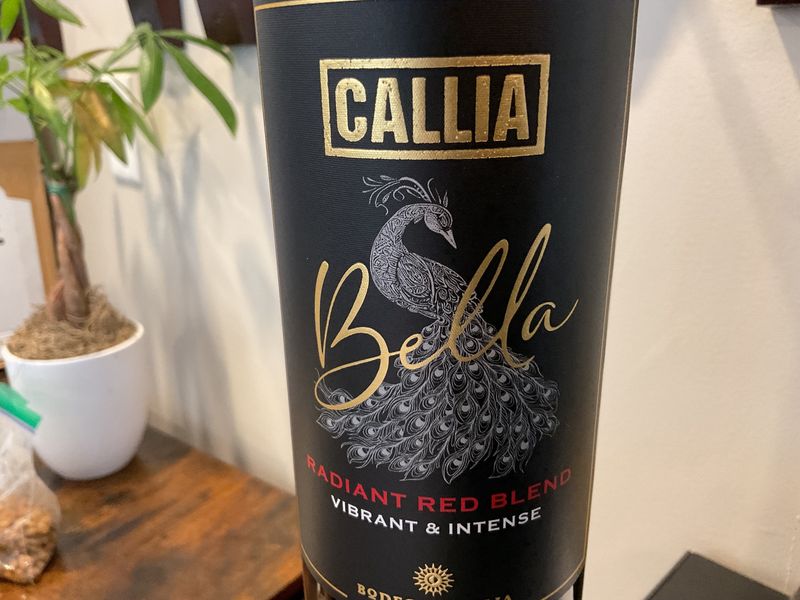 CALLIA
Bella
RADIANT RED BLEND
VIBRANT & INTENSE